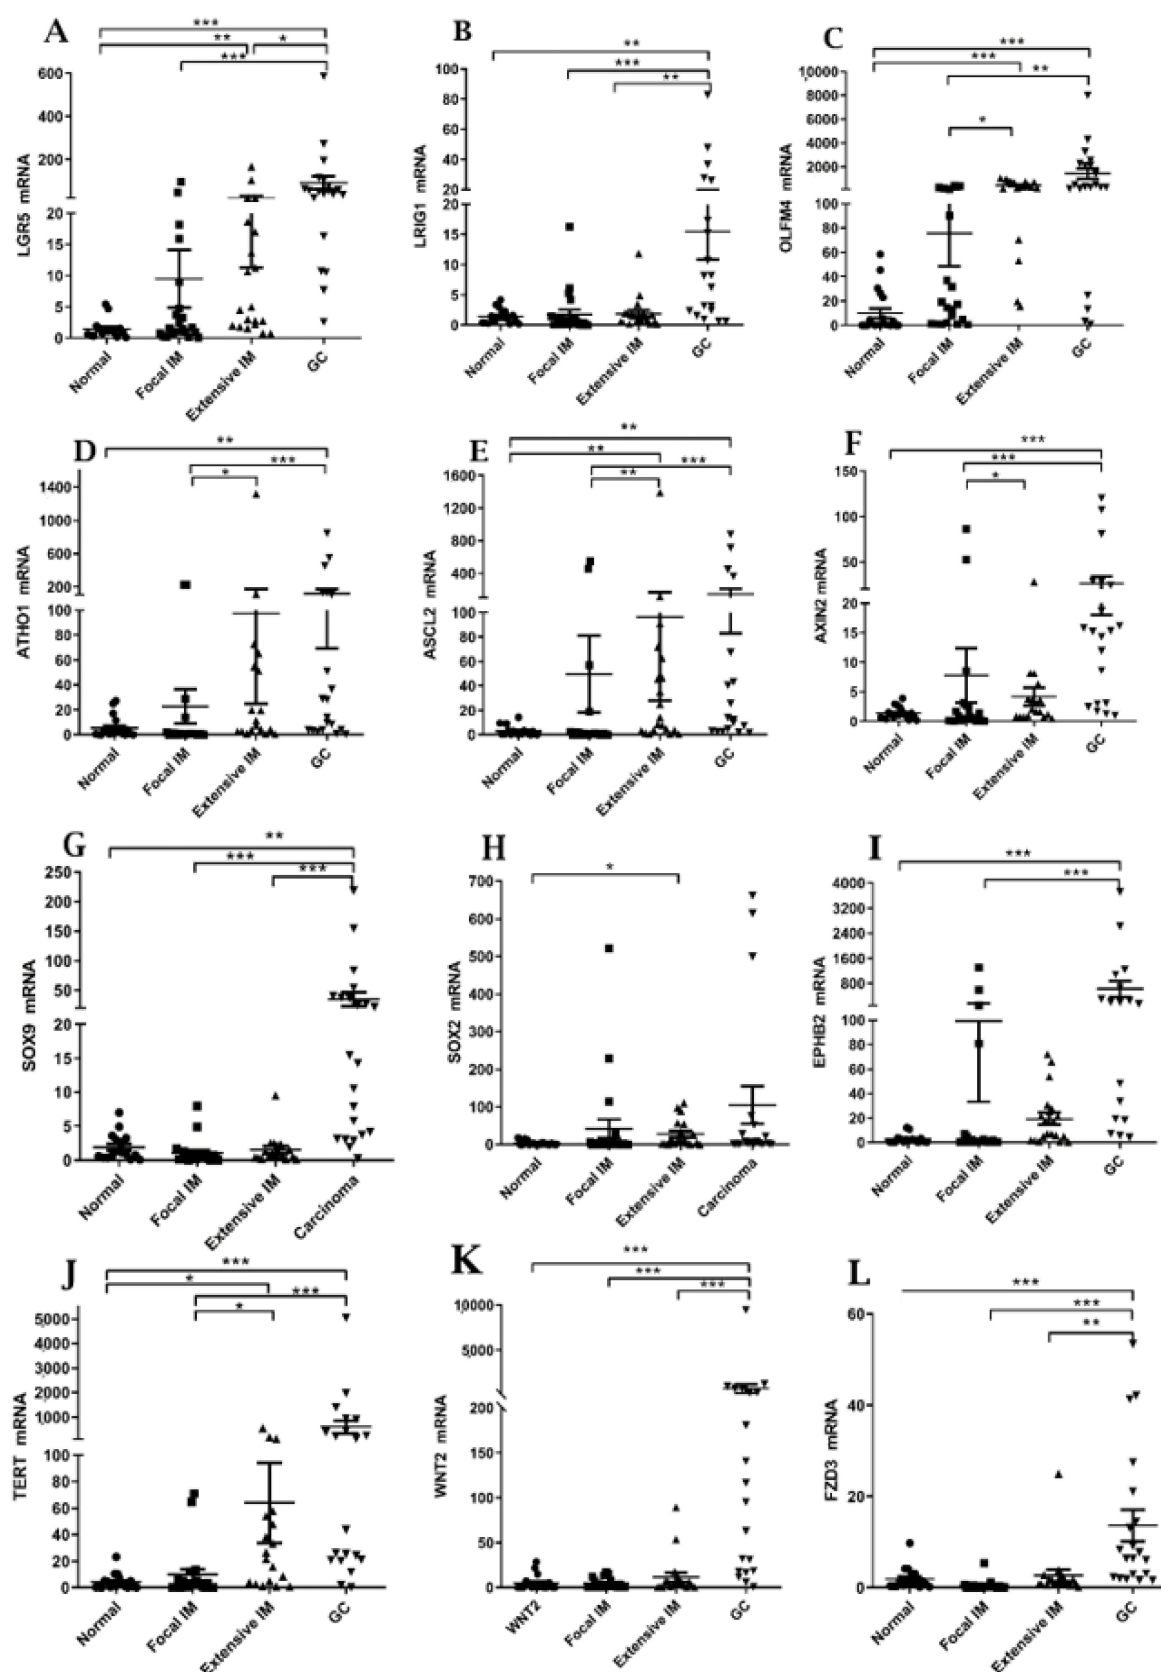 A
***
**
*
***
LGR5 mRNA
600
400
200
20
15
10
5
0
Normal
Focal IM
Extensive IM
GC
B
**
***
**
LRIG1 mRNA
100
80
60
40
20
20
15
10
5
0
Normal
Focal IM
Extensive IM
GC
C
***
***
**
*
OLFM4 mRNA
10000
8000
6000
4000
2000
100
80
60
40
20
0
Normal
Focal IM
Extensive IM
GC
D
**
***
*
ATHO1 mRNA
1400
1000
600
200
100
80
60
40
20
0
Normal
Focal IM
Extensive IM
GC
E
**
**
***
**
ASCL2 mRNA
1600
1200
800
400
100
80
60
40
20
0
Normal
Focal IM
Extensive IM
GC
F
***
***
*
AXIN2 mRNA
150
100
50
20
15
10
5
0
Normal
Focal IM
Extensive IM
GC
G
**
***
***
SOX9 mRNA
250
200
150
100
50
20
15
10
5
0
Normal
Focal IM
Extensive IM
Carcinoma
H
*
SOX2 mRNA
700
600
500
400
300
200
100
0
Normal
Focal IM
Extensive IM
Carcinoma
I
***
***
EPHB2 mRNA
4000
3200
2400
1600
800
100
80
60
40
20
0
Normal
Focal IM
Extensive IM
GC
J
***
*
***
*
TERT mRNA
5000
4000
3000
2000
1000
100
80
60
40
20
0
Normal
Focal IM
Extensive IM
GC
K
***
***
***
WNT2 mRNA
10000
5000
200
150
100
50
0
WNT2
Focal IM
Extensive IM
GC
L
***
***
**
FZD3 mRNA
60
40
20
0
Normal
Focal IM
Extensive IM
GC